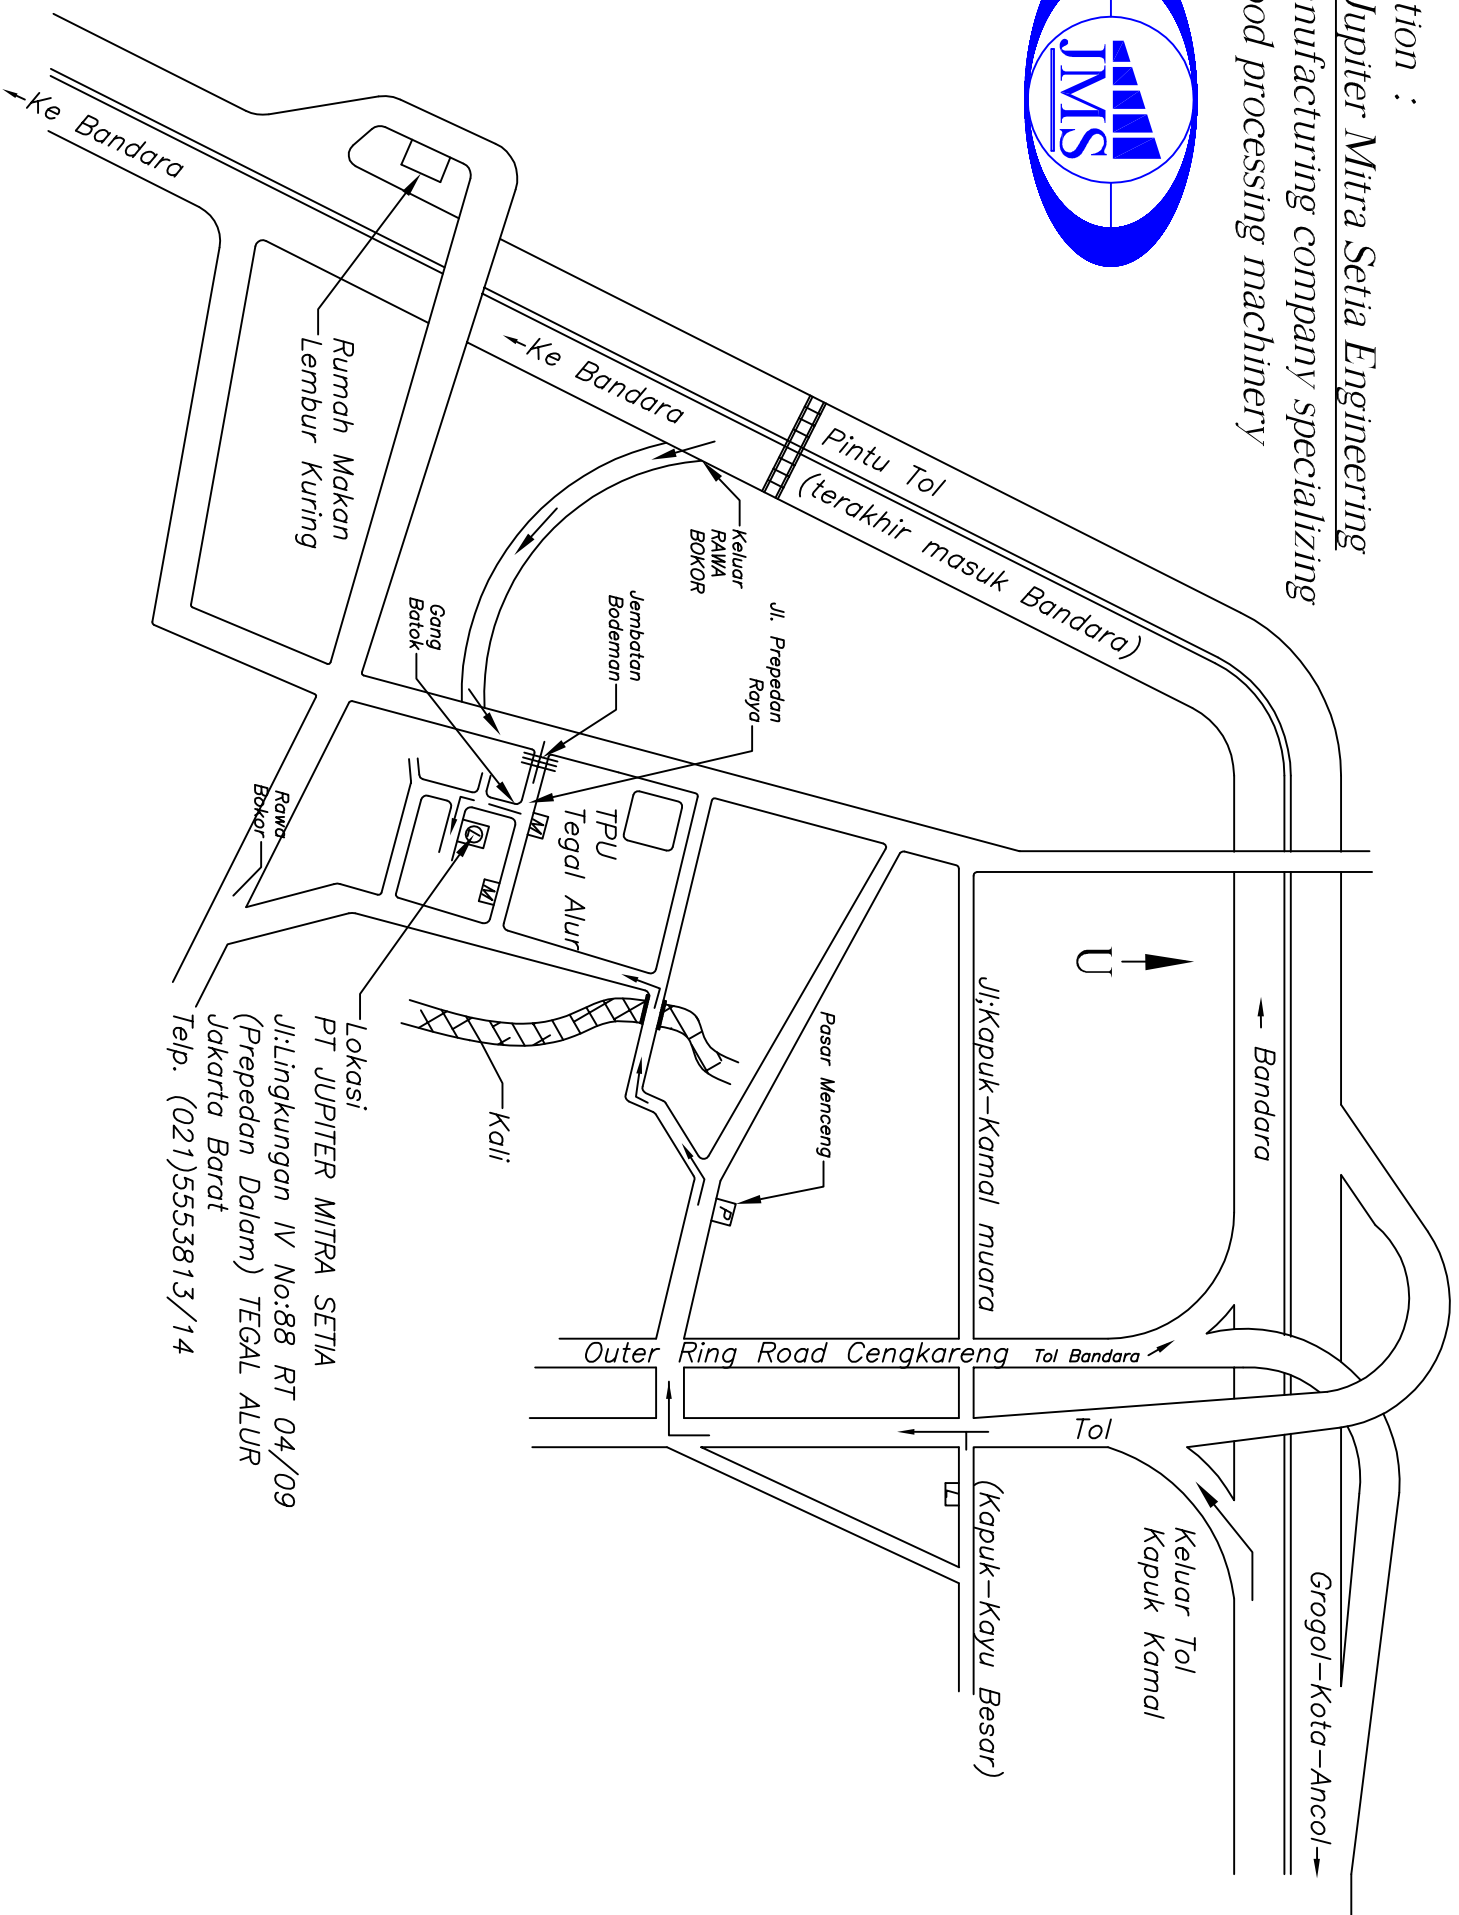 tion :
Jupiter Mitra Setia Engineering
nufacturing company specializing
od processing machinery
JMS
Ke Bandara
Rumah Makan
Lembur Kuring
Ke Bandara
Pintu Tol
(terakhir masuk Bandara)
Keluar
RAWA
BOKOR
Jembatan
Bodeman
Gang
Batok
Jl. Prepedan
Raya
Rawa
Bokor
TPU
Tegal Alur
M
M
U
Bandara
Jl;Kapuk-Kamal muara
Pasar Menceng
P
Kali
Lokasi
PT JUPITER MITRA SETIA
Jl:Lingkungan IV No:88 RT 04/09
(Prepedan Dalam) TEGAL ALUR
Jakarta Barat
Telp. (021)5553813/14
Outer Ring Road Cengkareng
Tol Bandara
Tol
L
(Kapuk-Kayu Besar)
Keluar Tol
Kapuk Kamal
Grogol-Kota-Ancol